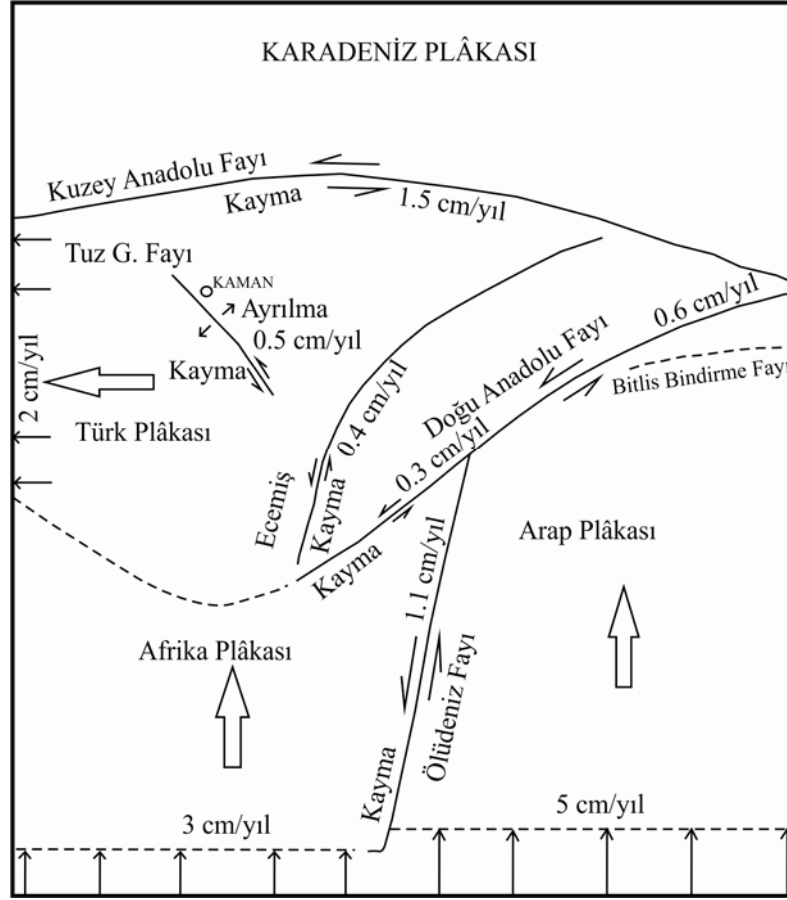 KARADENİZ PLÂKASI
Kuzey Anadolu Fayı
Kayma
1.5 cm/yıl
Tuz G. Fayı
KAMAN
Ayrılma
0.5 cm/yıl
Kayma
2 cm/yıl
Türk Plâkası
0.6 cm/yıl
Doğu Anadolu Fayı
Bitlis Bindirme Fayı
0.4 cm/yıl
0.3 cm/yıl
Ecemiş
Kayma
Kayma
Arap Plâkası
1.1 cm/yıl
Afrika Plâkası
Ölüdeniz Fayı
Kayma
3 cm/yıl
5 cm/yıl